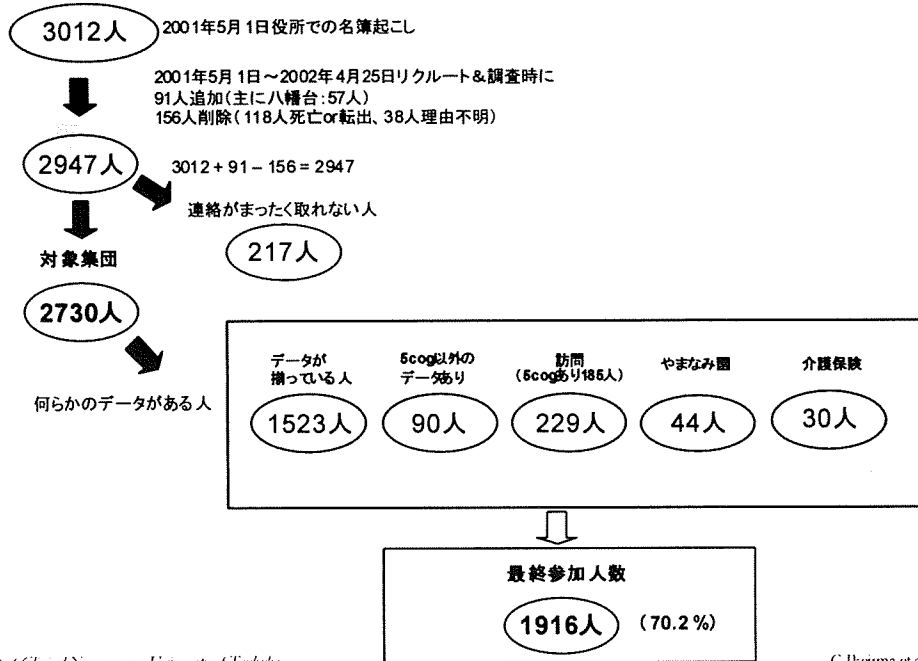 3012人
2001年5月1日役所での名簿起こし
2001年5月1日～2002年4月25日リクルート&調査時に
91人追加(主に八幡台:57人)
156人削除(118人死亡or転出、38人理由不明)
2947人
3012 + 91 – 156 = 2947
連絡がまったく取れない人
217人
対象集団
2730人
何らかのデータがある人
データが
揃っている人
1523人
5cog以外の
データあり
90人
訪問
(5cogあり185人)
229人
やまなみ園
44人
介護保険
30人
最終参加人数
1916人 (70.2%)